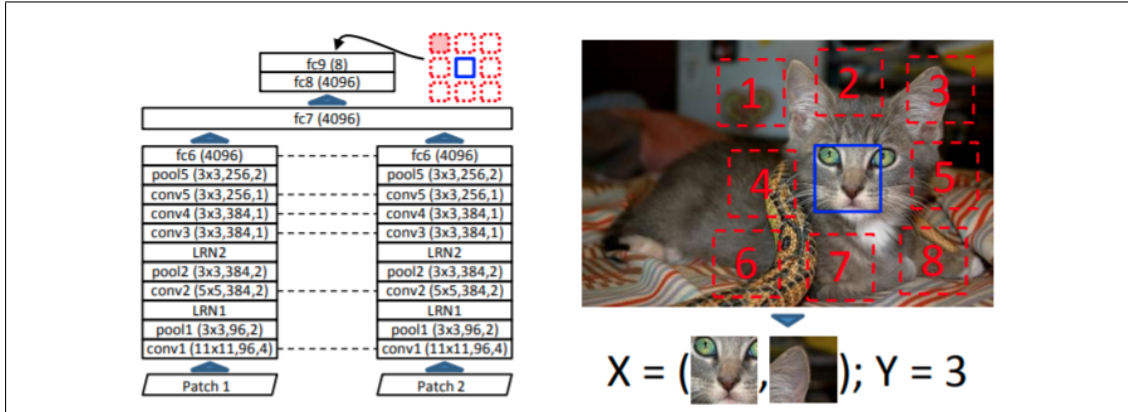 fc9 (8)
fc8 (4096)
fc7 (4096)
fc6 (4096)
pool5 (3x3,256,2)
conv5 (3x3,256,1)
conv4 (3x3,384,1)
conv3 (3x3,384,1)
LRN2
pool2 (3x3,384,2)
conv2 (5x5,384,2)
LRN1
pool1 (3x3,96,2)
conv1 (11x11,96,4)
Patch 1
fc6 (4096)
pool5 (3x3,256,2)
conv5 (3x3,256,1)
conv4 (3x3,384,1)
conv3 (3x3,384,1)
LRN2
pool2 (3x3,384,2)
conv2 (5x5,384,2)
LRN1
pool1 (3x3,96,2)
conv1 (11x11,96,4)
Patch 2
1 2 3
4 5
6 7 8
X = ( , ); Y = 3